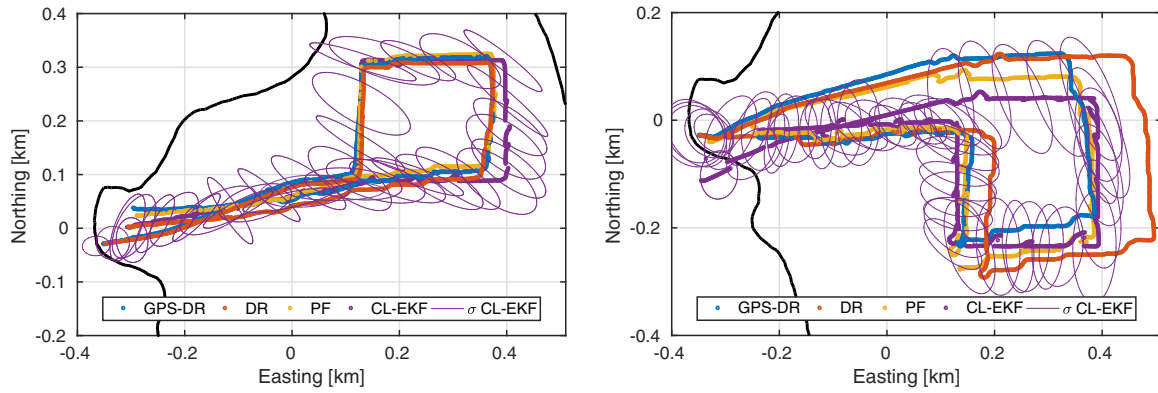 0.4
0.3
0.2
0.1
0
-0.1
-0.2
Northing [km]
GPS-DR DR PF CL-EKF σ CL-EKF
-0.4 -0.2 0 0.2 0.4
Easting [km]
0.2
0
-0.2
-0.4
Northing [km]
GPS-DR DR PF CL-EKF σ CL-EKF
-0.4 -0.2 0 0.2 0.4
Easting [km]